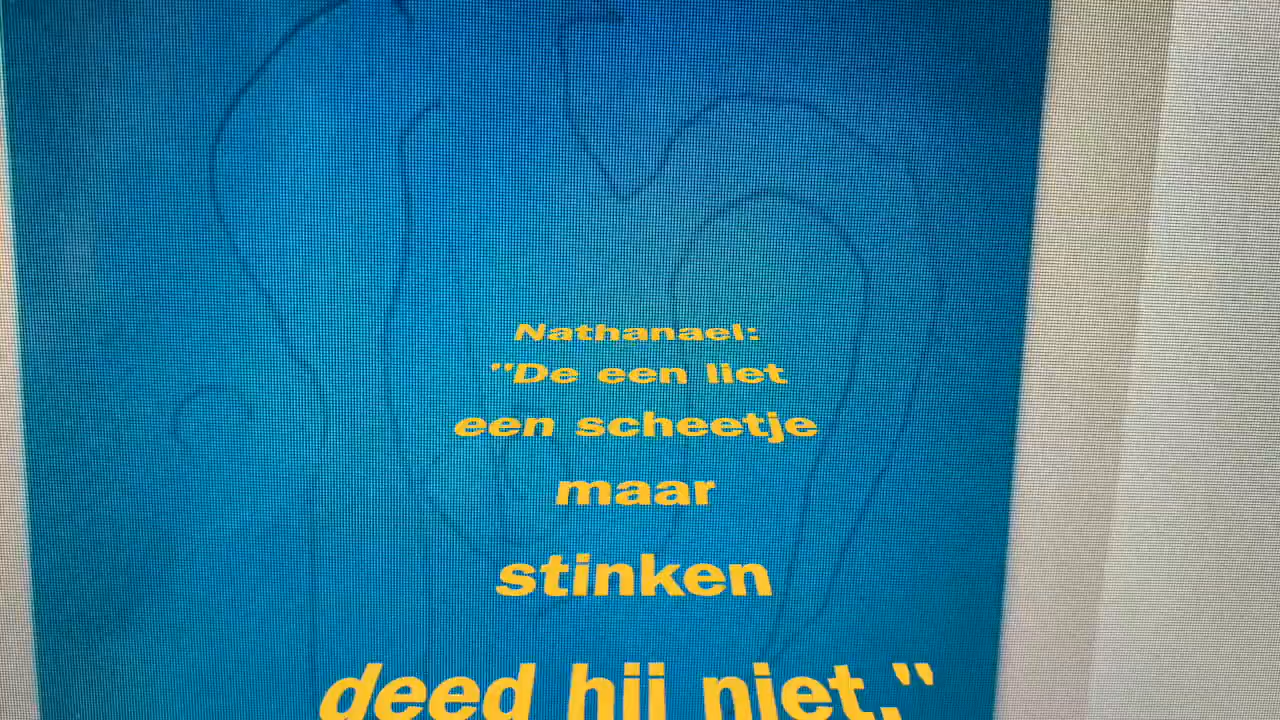 Nathanael:
"De een liet
een scheetje
maar
stinken
deed hij niet."